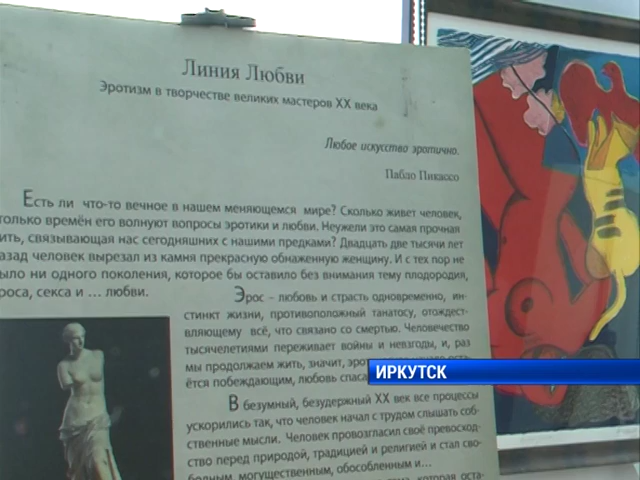 Линия Любви
Эротизм в творчестве великих мастеров XX века
Любое искусство эротично.
Пабло Пикассо
Есть ли что-то вечное в нашем меняющемся мире? Сколько живет человек,
только времён его волнуют вопросы эротики и любви. Неужели это самая прочная
ить, связывающая нас сегодняшних с нашими предками? Двадцать две тысячи лет
азад человек вырезал из камня прекрасную обнаженную женщину. И с тех пор не
ыло ни одного поколения, которое бы оставило без внимания тему плодородия,
роса, секса и ... любви.
Эрос – любовь и страсть одновременно, ин-
стинкт жизни, противоположный танатосу, отождест-
вляющему всё, что связано со смертью. Человечество
тысячелетиями переживает войны и невзгоды, и, раз
мы продолжаем жить, значит,
ётся побеждающим, любовь
ИРКУТСК
В безумный, безудержный XX век все процессы
ускорились так, что человек начал с трудом слышать соб-
ственные мысли. Человек провозгласил своё превосход-
ство перед природой, традицией и религией и стал сво-
бодным, могущественным, обособленным и...
которая